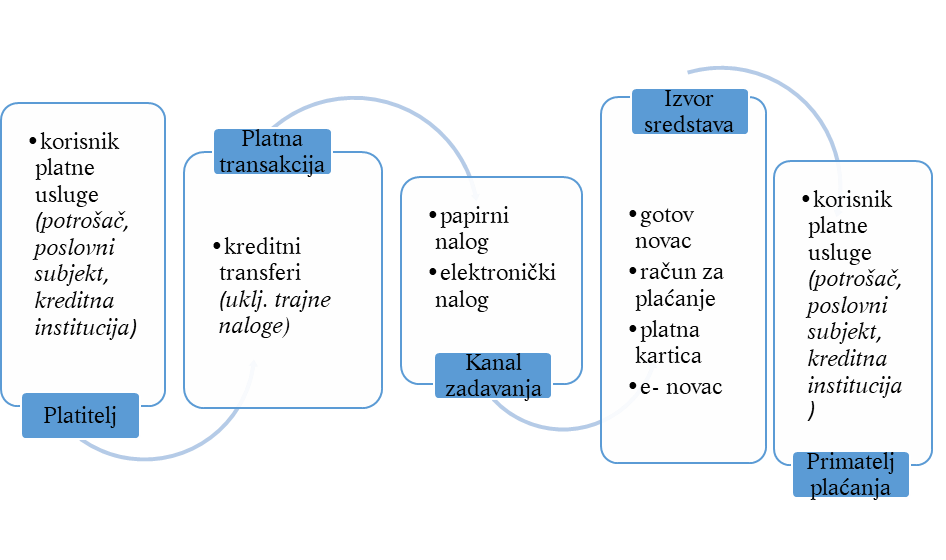 •korisnik
platne
usluge
(potrošač,
poslovni
subjekt,
kreditna
institucija)
Platitelj
Platna
transakcija
•kreditni
transferi
(uklj. trajne
naloge)
•papirni
nalog
•elektronički
nalog
Kanal
zadavanja
Izvor
sredstava
•gotov
novac
•račun za
plaćanje
•platna
kartica
•e- novac
•korisnik
platne
usluge
(potrošač,
poslovni
subjekt,
kreditna
institucija
)
Primatelj
plaćanja